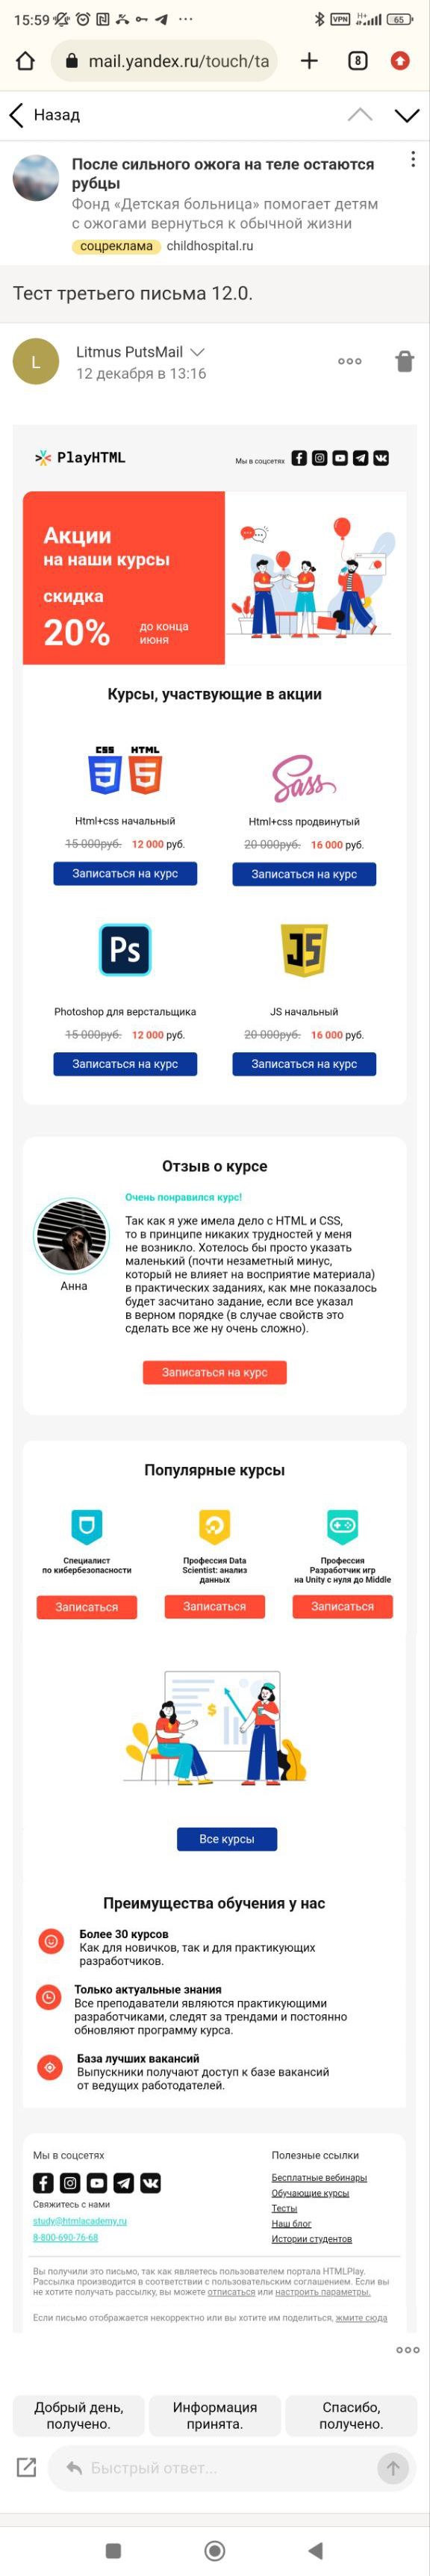 15:59 VPN H+ 65
mail.yandex.ru/touch/ta 8
Назад
После сильного ожога на теле остаются
рубцы
Фонд «Детская больница» помогает детям
с ожогами вернуться к обычной жизни
соцреклама childhospital.ru
Тест третьего письма 12.0.
L
Litmus PutsMail
12 декабря в 13:16
PlayHTML
Мы в соцсетях
Акции
на наши курсы
скидка
20%
до конца
июня
Курсы, участвующие в акции
CSS HTML
3 5
Sass
Html+css начальный
Html+css продвинутый
15 000руб. 12 000 руб.
20 000руб. 16 000 руб.
Записаться на курс
Записаться на курс
Ps
JS
Photoshop для верстальщика
JS начальный
15 000руб. 12 000 руб.
20 000руб. 16 000 руб.
Записаться на курс
Записаться на курс
Отзыв о курсе
Очень понравился курс!
Так как я уже имела дело с HTML и CSS,
то в принципе никаких трудностей у меня
не возникло. Хотелось бы просто указать
маленький (почти незаметный минус,
который не влияет на восприятие материала)
в практических заданиях, как мне показалось
будет засчитано задание, если все указал
в верном порядке (в случае свойств это
сделать все же ну очень сложно).
Анна
Записаться на курс
Популярные курсы
Специалист
по кибербезопасности
Профессия Data
Scientist: анализ
данных
Профессия
Разработчик игр
на Unity с нуля до Middle
Записаться
Записаться
Записаться
$
Все курсы
Преимущества обучения у нас
Более 30 курсов
Как для новичков, так и для практикующих
разработчиков.
Только актуальные знания
Все преподаватели являются практикующими
разработчиками, следят за трендами и постоянно
обновляют программу курса.
База лучших вакансий
Выпускники получают доступ к базе вакансий
от ведущих работодателей.
Мы в соцсетях
Свяжитесь с нами
study@htmlacademy.ru
8-800-690-76-68
Полезные ссылки
Бесплатные вебинары
Обучающие курсы
Тесты
Наш блог
Истории студентов
Вы получили это письмо, так как являетесь пользователем портала HTMLPlay.
Рассылка производится в соответствии с пользовательским соглашением. Если вы
не хотите получать рассылку, вы можете отписаться или настроить параметры.
Если письмо отображается некорректно или вы хотите им поделиться, жмите сюда
Добрый день,
получено.
Информация
принята.
Спасибо,
получено.
Быстрый ответ...